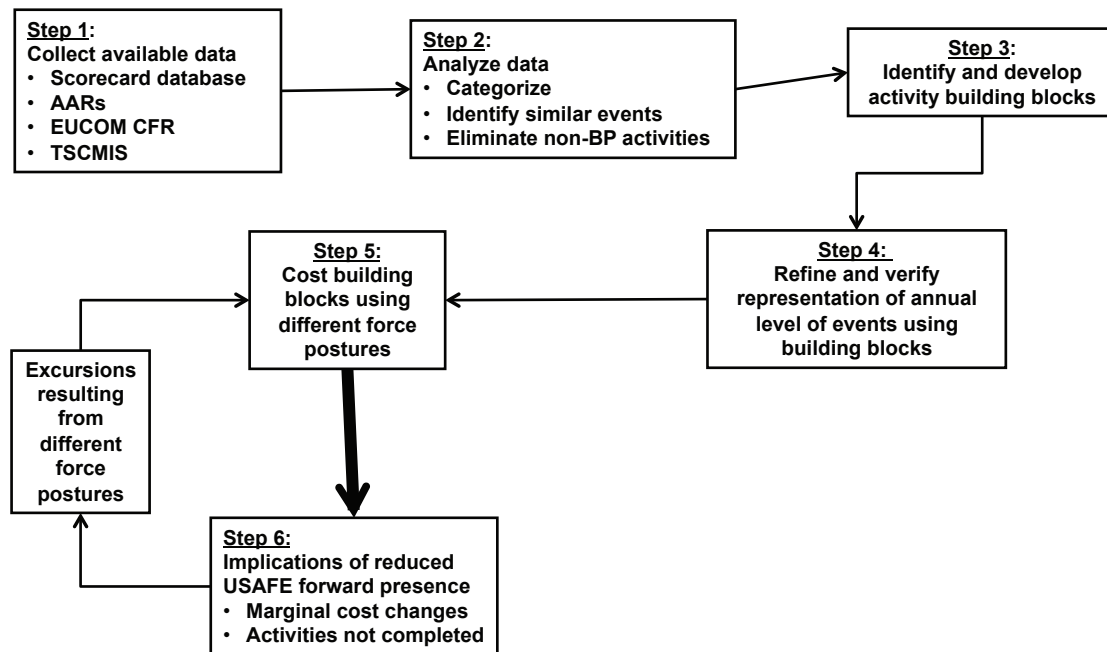 Step 1:
Collect available data
• Scorecard database
• AARs
• EUCOM CFR
• TSCMIS
Step 2:
Analyze data
• Categorize
• Identify similar events
• Eliminate non-BP activities
Step 3:
Identify and develop
activity building blocks
Step 4:
Refine and verify
representation of annual
level of events using
building blocks
Step 5:
Cost building
blocks using
different force
postures
Step 6:
Implications of reduced
USAFE forward presence
• Marginal cost changes
• Activities not completed
Excursions
resulting
from
different
force
postures